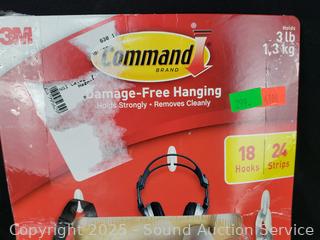 3M
Command
BRAND
Damage-Free Hanging
Holds Strongly • Removes Cleanly
Holds
3 lb
1,3 kg
18
Hooks
24
Strips
Copyright 2025 - Sound Auction Service